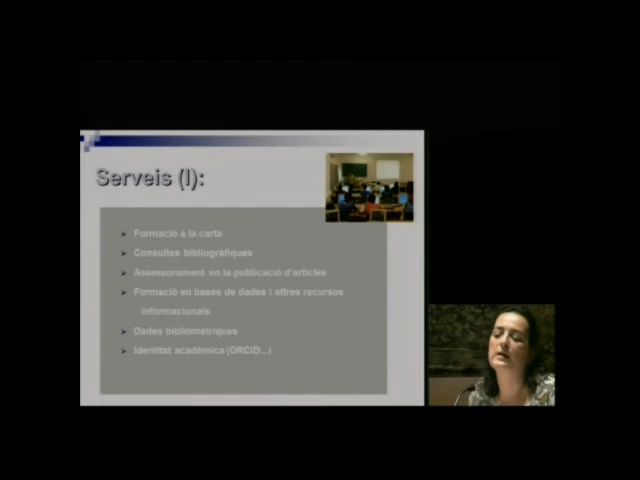 Serveis (I):
Formació a la carta
Consultes bibliogràfiques
Assessorament en la publicació d'articles
Formació en bases de dades i altres recursos
informacionals
Dades bibliomètriques
Identitat acadèmica (ORCID...)